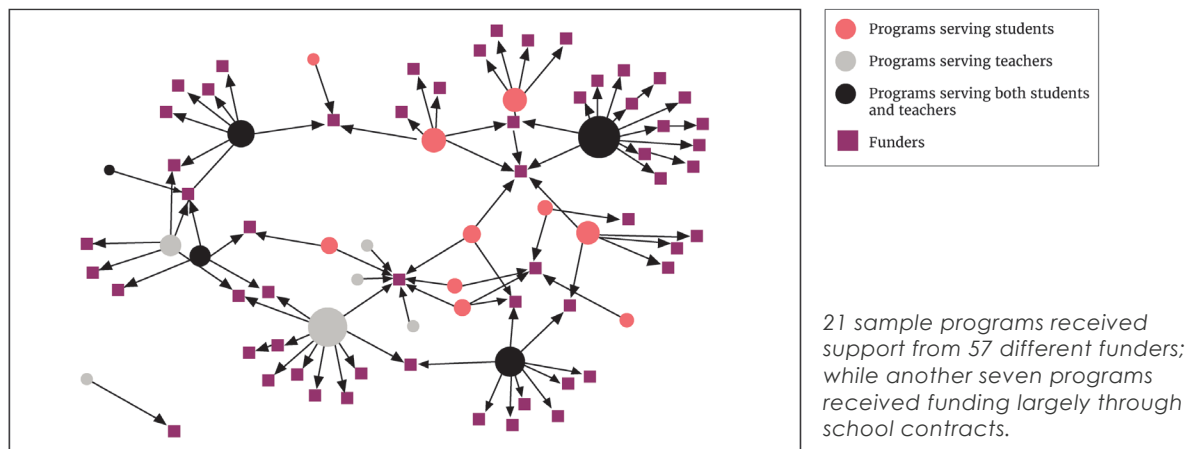 Programs serving students
Programs serving teachers
Programs serving both students
and teachers
Funders
21 sample programs received
support from 57 different funders;
while another seven programs
received funding largely through
school contracts.